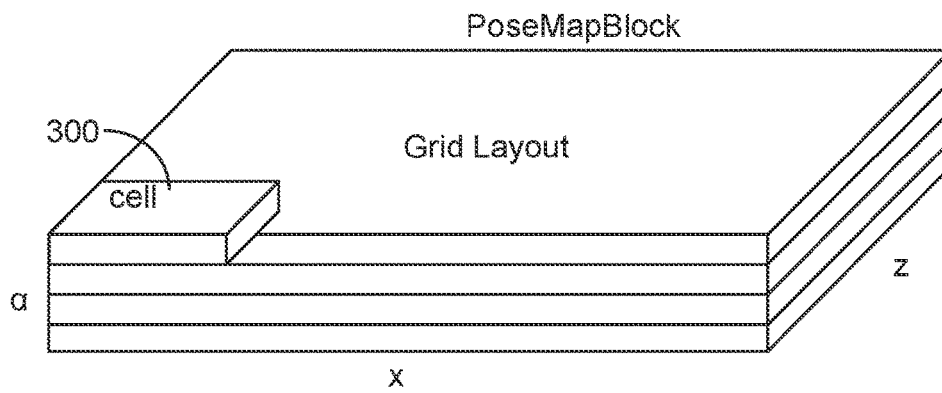 PoseMapBlock
300
Grid Layout
cell
z
α
x